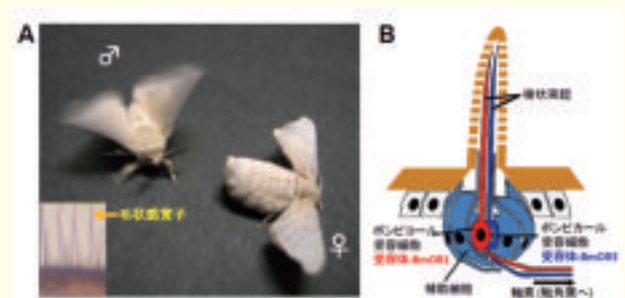 A
♂
毛状感覚子
♀
B
樹状突起
ボンビコール
受容細胞
受容体:BmOR1
ボンビカール
受容細胞
受容体:BmOR3
補助細胞
軸索(触角葉へ)